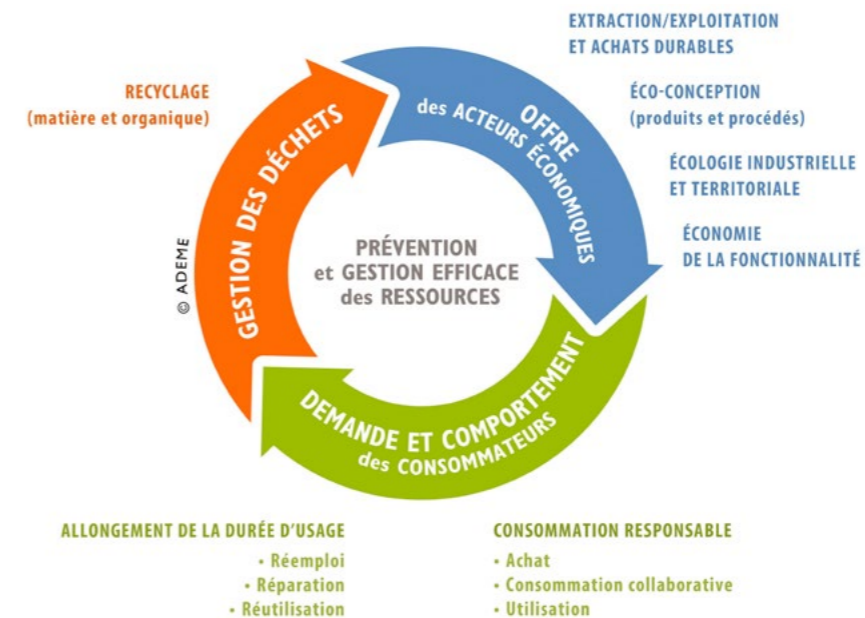 EXTRACTION/EXPLOITATION
ET ACHATS DURABLES
RECYCLAGE
(matière et organique)
ÉCO-CONCEPTION
(produits et procédés)
ÉCOLOGIE INDUSTRIELLE
ET TERRITORIALE
ÉCONOMIE
DE LA FONCTIONNALITÉ
OFFRE
des ACTEURS ÉCONOMIQUES
GESTION DES DÉCHETS
PRÉVENTION
et GESTION EFFICACE
des RESSOURCES
© ADEME
DEMANDE ET COMPORTEMENT
des CONSOMMATEURS
ALLONGEMENT DE LA DURÉE D'USAGE
• Réemploi
• Réparation
• Réutilisation
CONSOMMATION RESPONSABLE
• Achat
• Consommation collaborative
• Utilisation